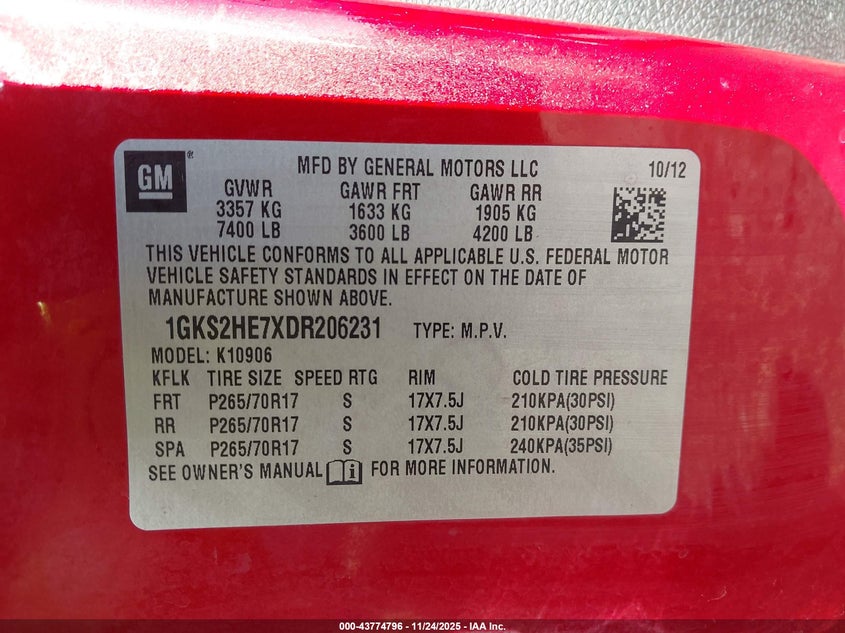 GM® MFD BY GENERAL MOTORS LLC 10/12
GVWR GAWR FRT GAWR RR
3357 KG 1633 KG 1905 KG
7400 LB 3600 LB 4200 LB
THIS VEHICLE CONFORMS TO ALL APPLICABLE U.S. FEDERAL MOTOR
VEHICLE SAFETY STANDARDS IN EFFECT ON THE DATE OF
MANUFACTURE SHOWN ABOVE.
1GKS2HE7XDR206231 TYPE: M.P.V.
MODEL: K10906
KFLK TIRE SIZE SPEED RTG RIM COLD TIRE PRESSURE
FRT P265/70R17 S 17X7.5J 210KPA(30PSI)
RR P265/70R17 S 17X7.5J 210KPA(30PSI)
SPA P265/70R17 S 17X7.5J 240KPA(35PSI)
SEE OWNER'S MANUAL FOR MORE INFORMATION.
000-43774796 - 11/24/2025 - IAA Inc.